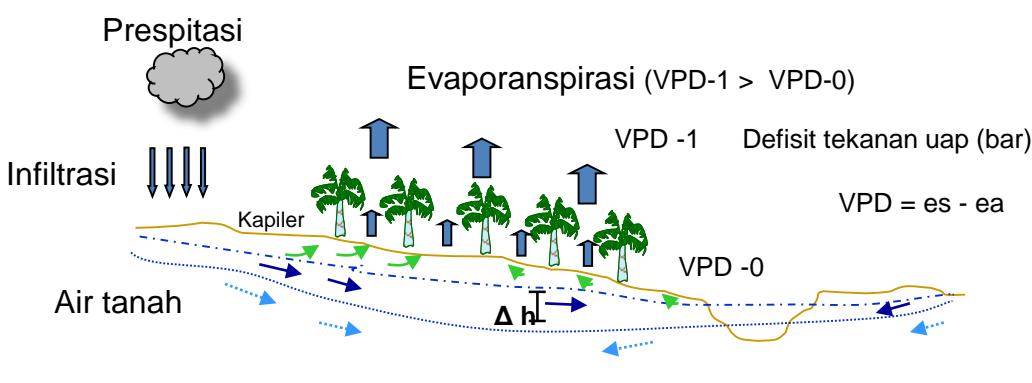 Prespitasi
Evaporanspirasi (VPD-1 > VPD-0)
VPD -1 Defisit tekanan uap (bar)
Infiltrasi
VPD = es - ea
Kapiler
VPD -0
Air tanah
Δ h